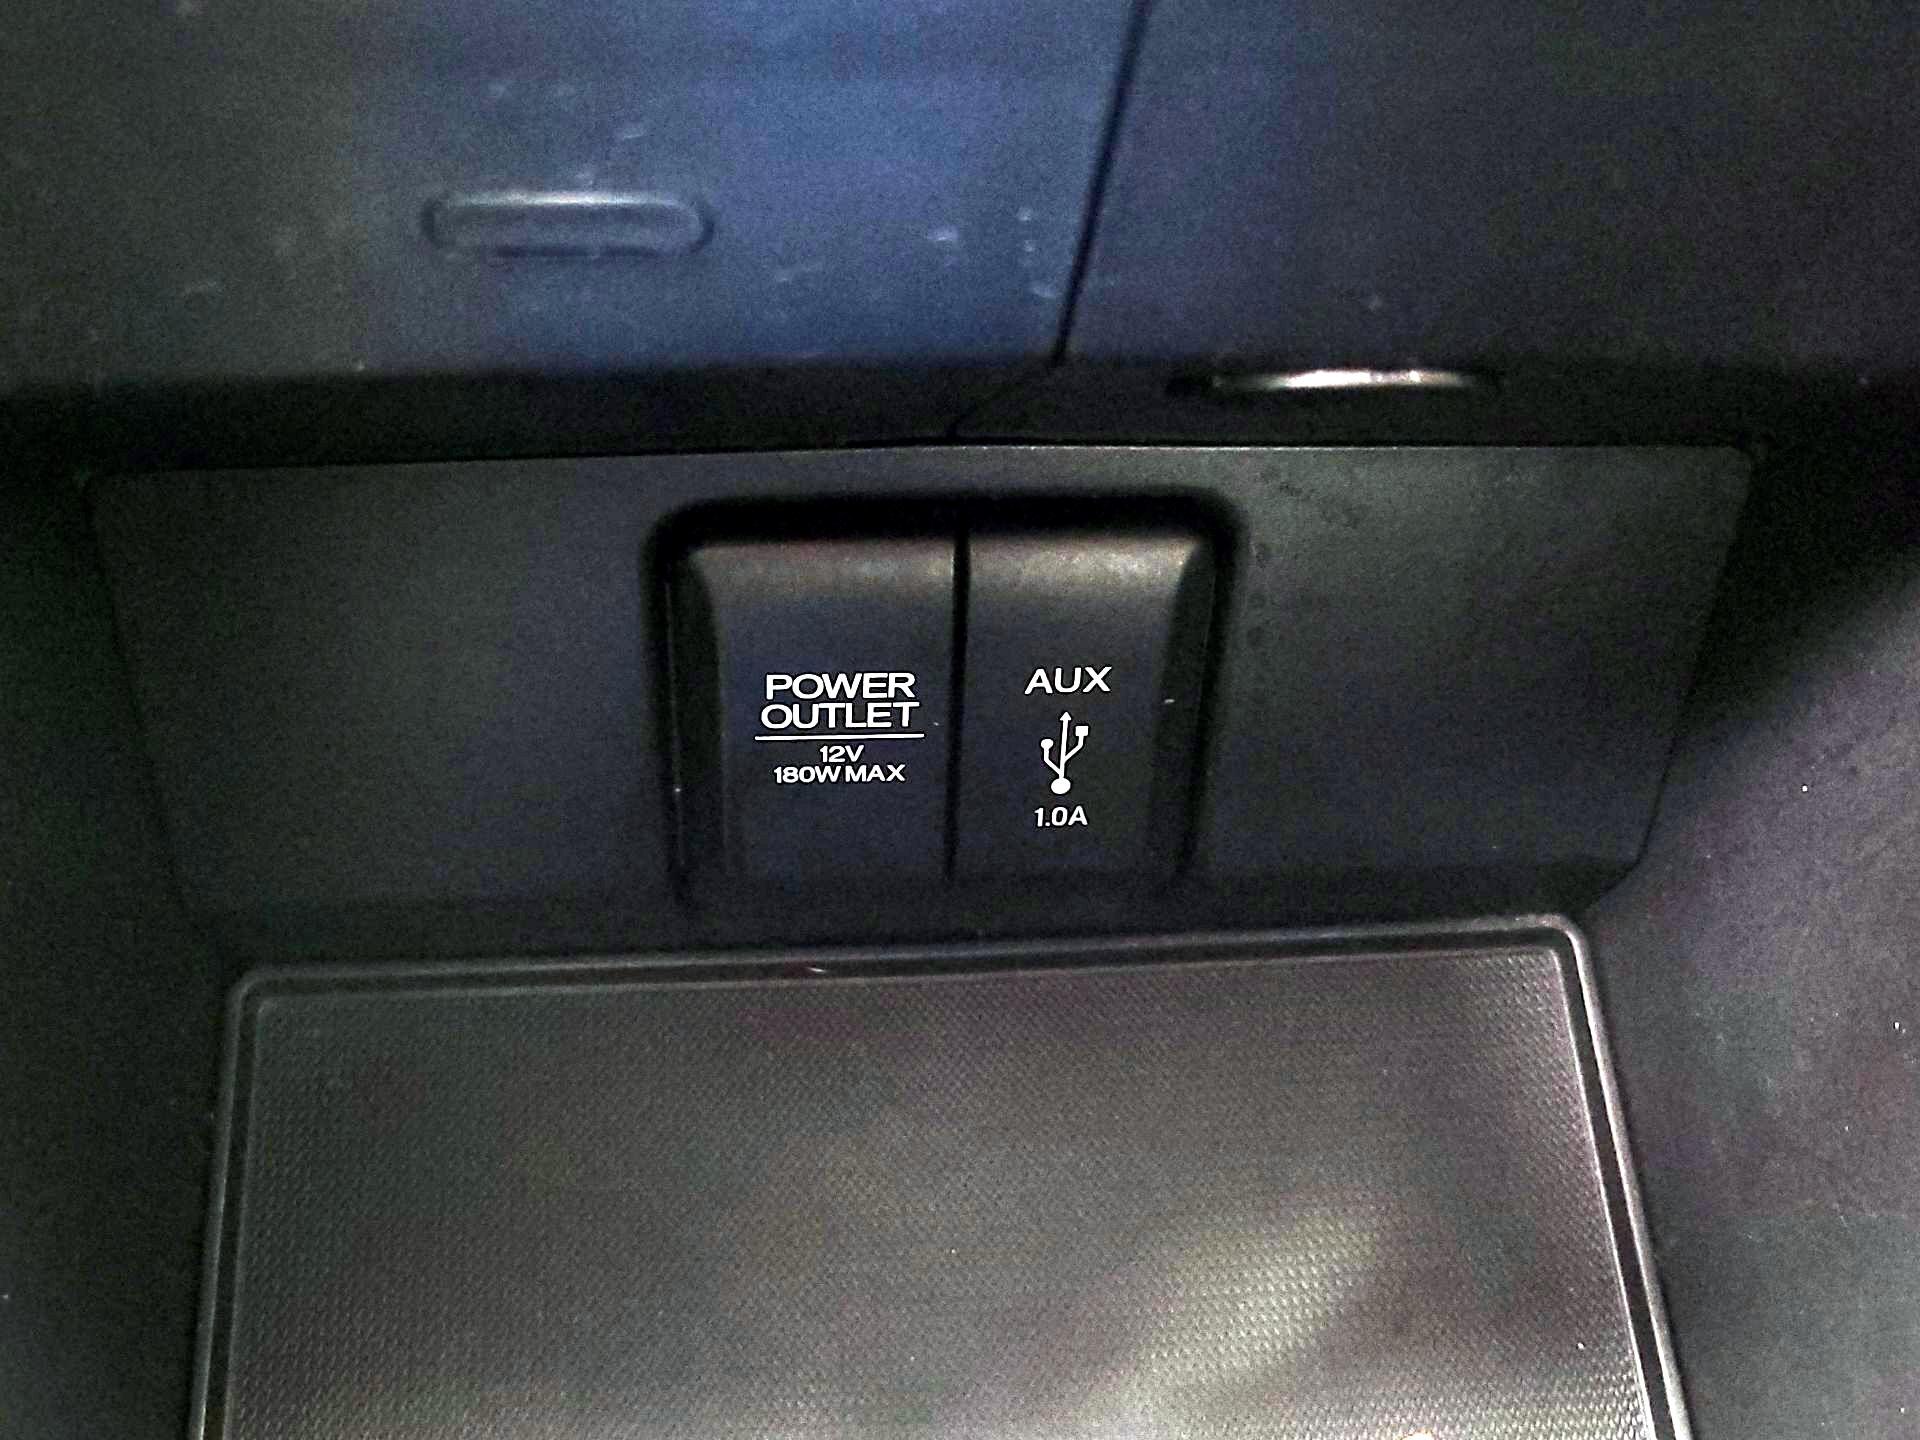 POWER
OUTLET
12V
180W MAX
AUX
1.0A